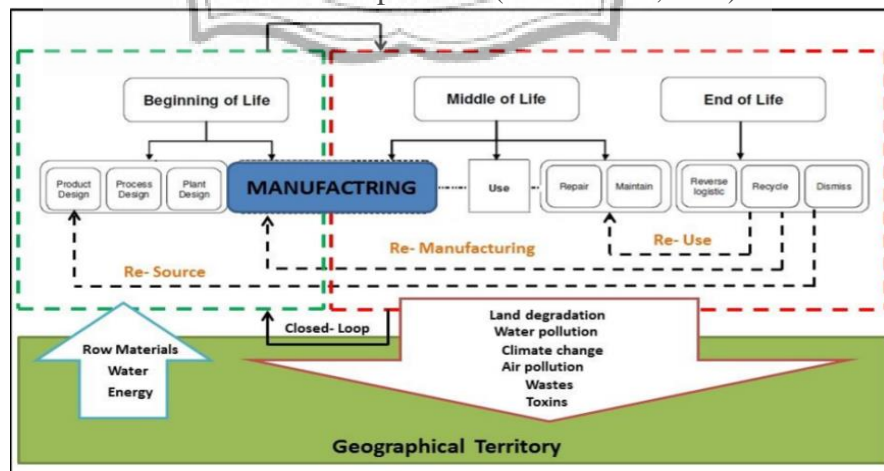 Beginning of Life
Middle of Life
End of Life
Product
Design
Process
Design
Plant
Design
MANUFACTRING
Use
Repair
Maintain
Reverse
logistic
Recycle
Dismiss
Re- Source
Re- Manufacturing
Re- Use
Closed- Loop
Row Materials
Water
Energy
Land degradation
Water pollution
Climate change
Air pollution
Wastes
Toxins
Geographical Territory